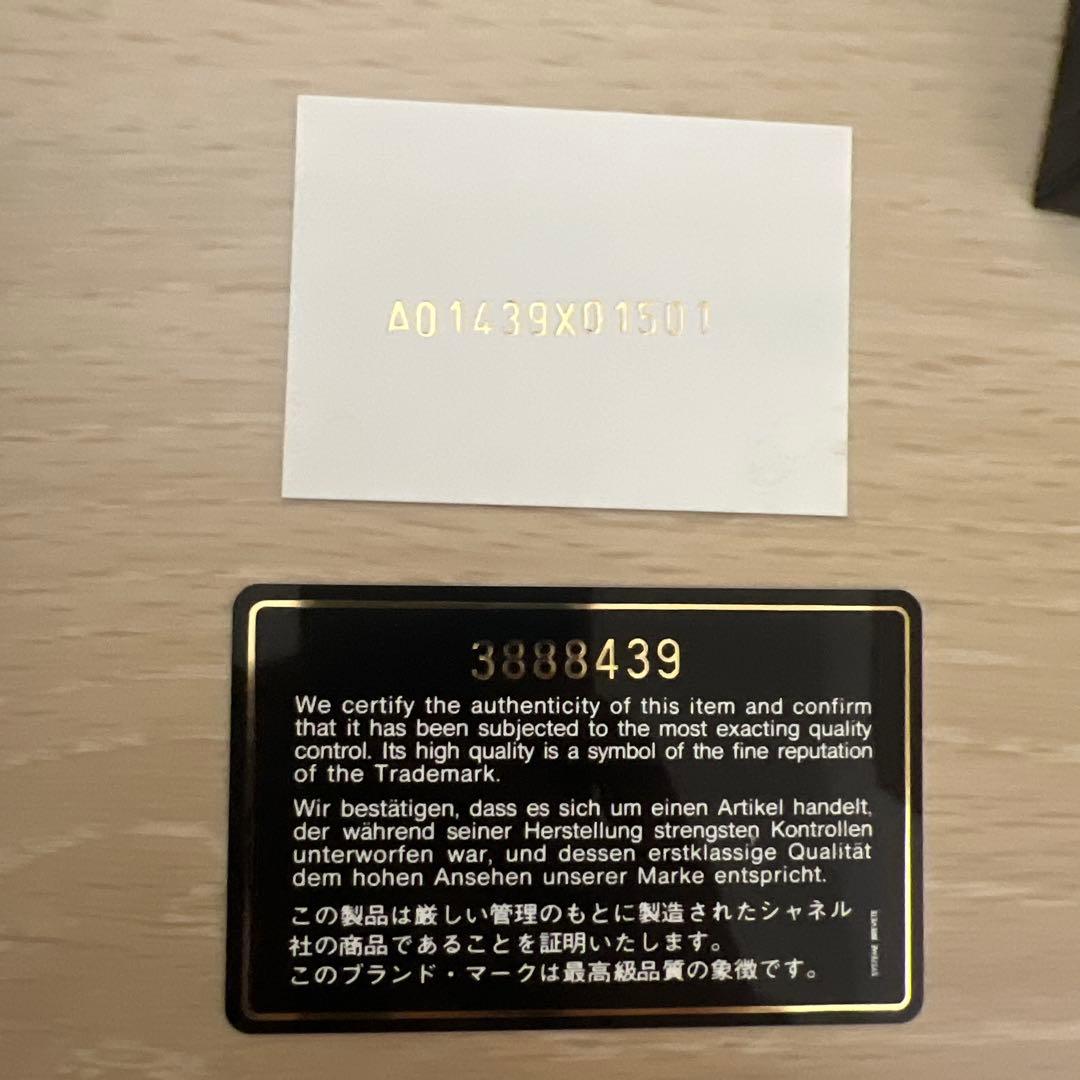 A01439X01501
3888439
We certify the authenticity of this item and confirm
that it has been subjected to the most exacting quality
control. Its high quality is a symbol of the fine reputation
of the Trademark.
Wir bestätigen, dass es sich um einen Artikel handelt,
der während seiner Herstellung strengsten Kontrollen
unterworfen war, und dessen erstklassige Qualität
dem hohen Ansehen unserer Marke entspricht.
この製品は厳しい管理のもとに製造されたシャネル
社の商品であることを証明いたします。
このブランド・マークは最高級品質の象徴です。